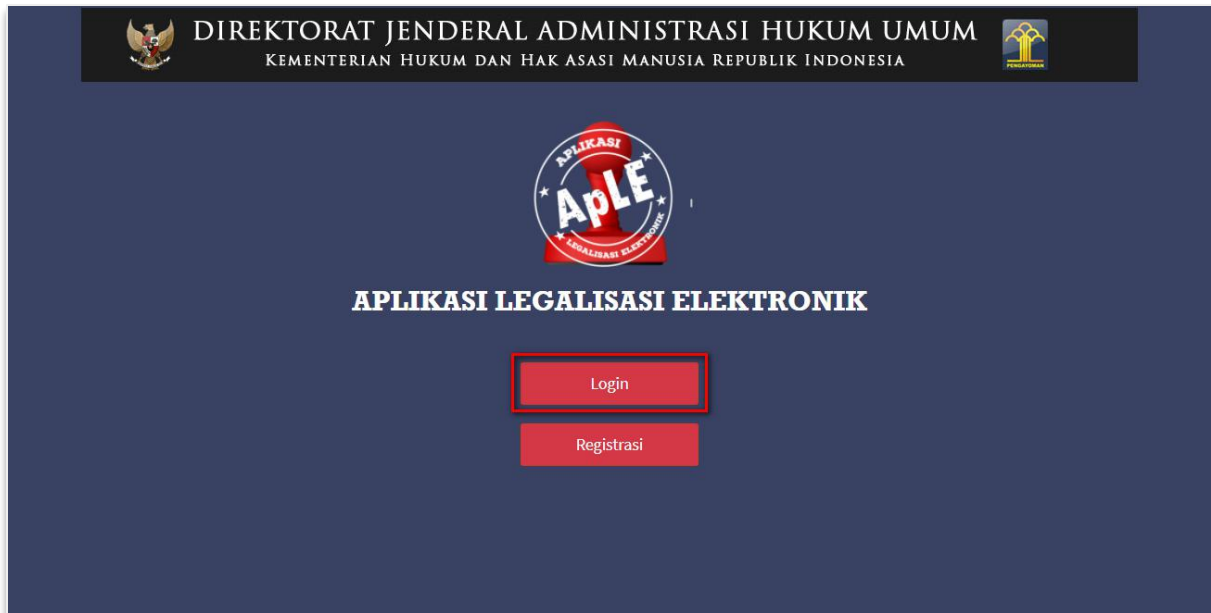 DIREKTORAT JENDERAL ADMINISTRASI HUKUM UMUM
KEMENTERIAN HUKUM DAN HAK ASASI MANUSIA REPUBLIK INDONESIA
PENGAYOMAN
APLIKASI
ApLE
LEGALISASI ELEKTRONIK
APLIKASI LEGALISASI ELEKTRONIK
Login
Registrasi